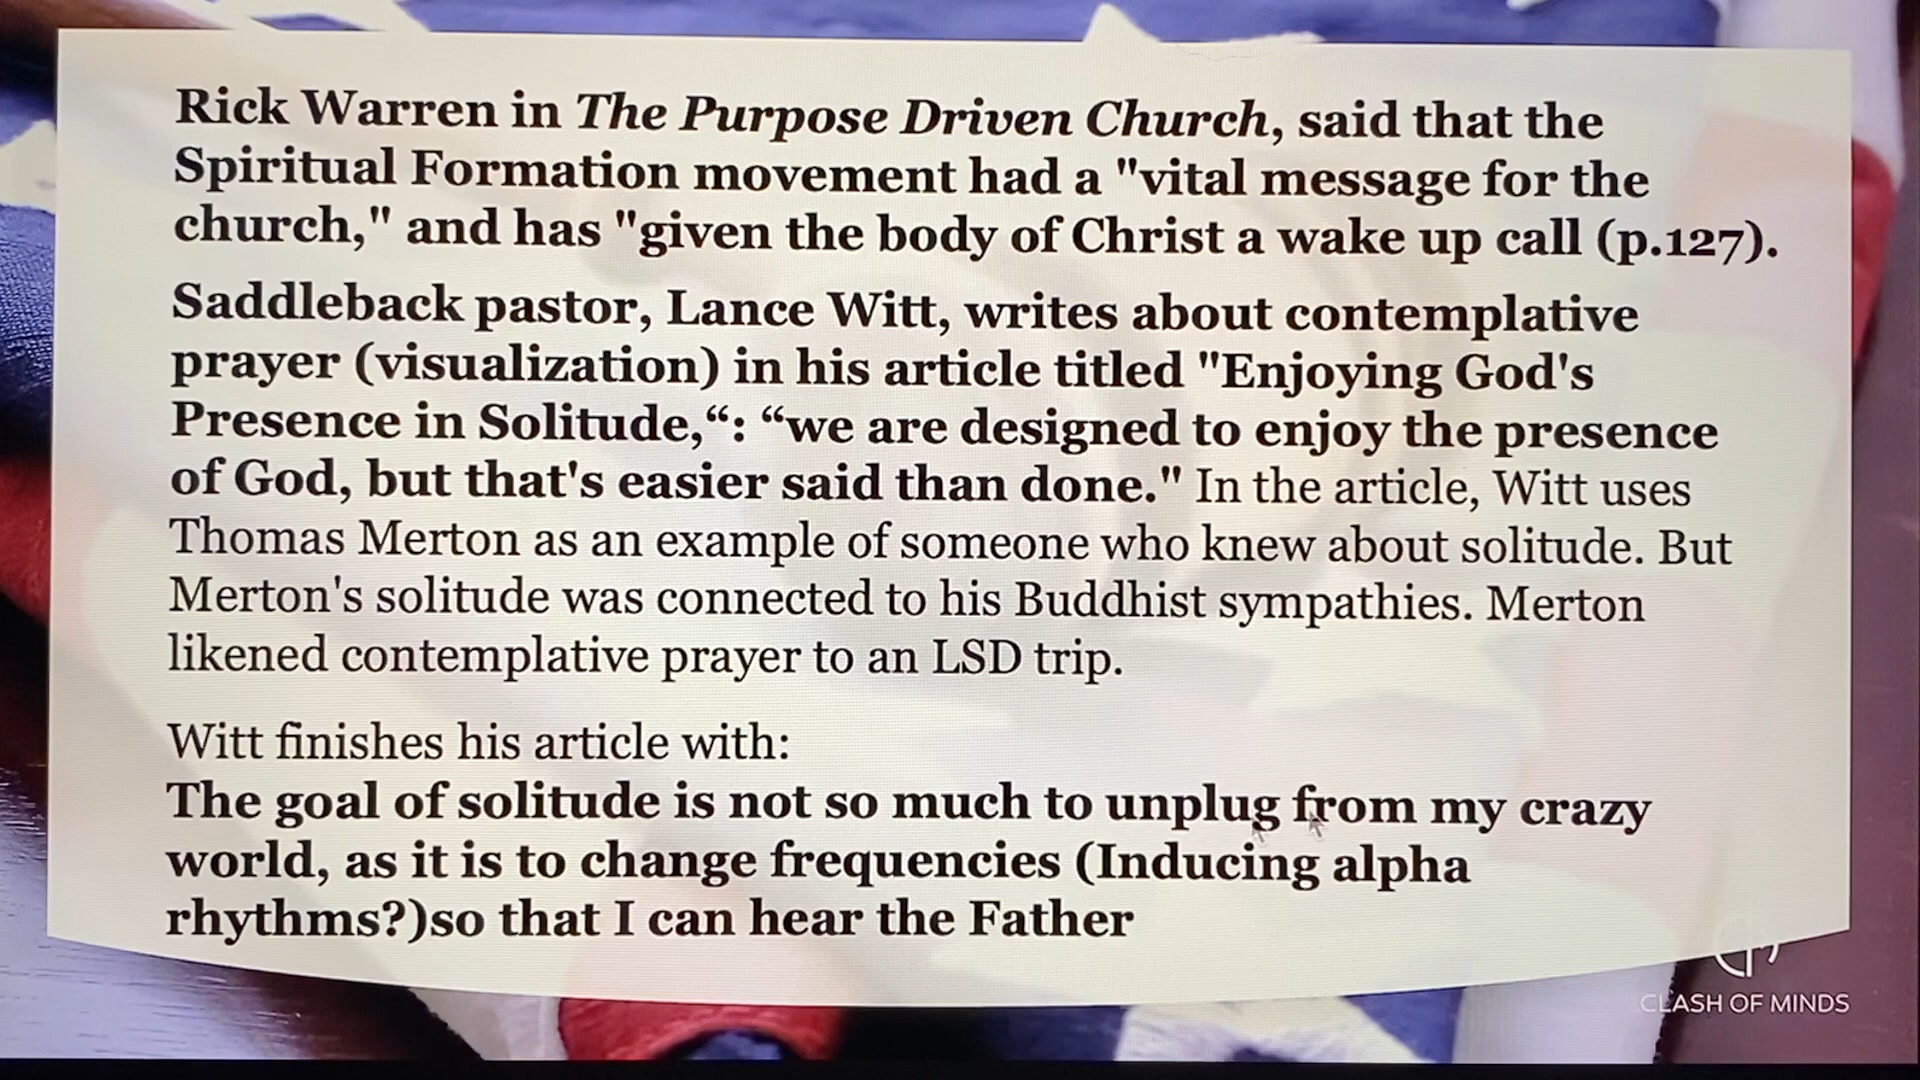 Rick Warren in The Purpose Driven Church, said that the
Spiritual Formation movement had a "vital message for the
church," and has "given the body of Christ a wake up call (p.127).
Saddleback pastor, Lance Witt, writes about contemplative
prayer (visualization) in his article titled "Enjoying God's
Presence in Solitude,“: “we are designed to enjoy the presence
of God, but that's easier said than done." In the article, Witt uses
Thomas Merton as an example of someone who knew about solitude. But
Merton's solitude was connected to his Buddhist sympathies. Merton
likened contemplative prayer to an LSD trip.
Witt finishes his article with:
The goal of solitude is not so much to unplug from my crazy
world, as it is to change frequencies (Inducing alpha
rhythms?)so that I can hear the Father
CLASH OF MINDS